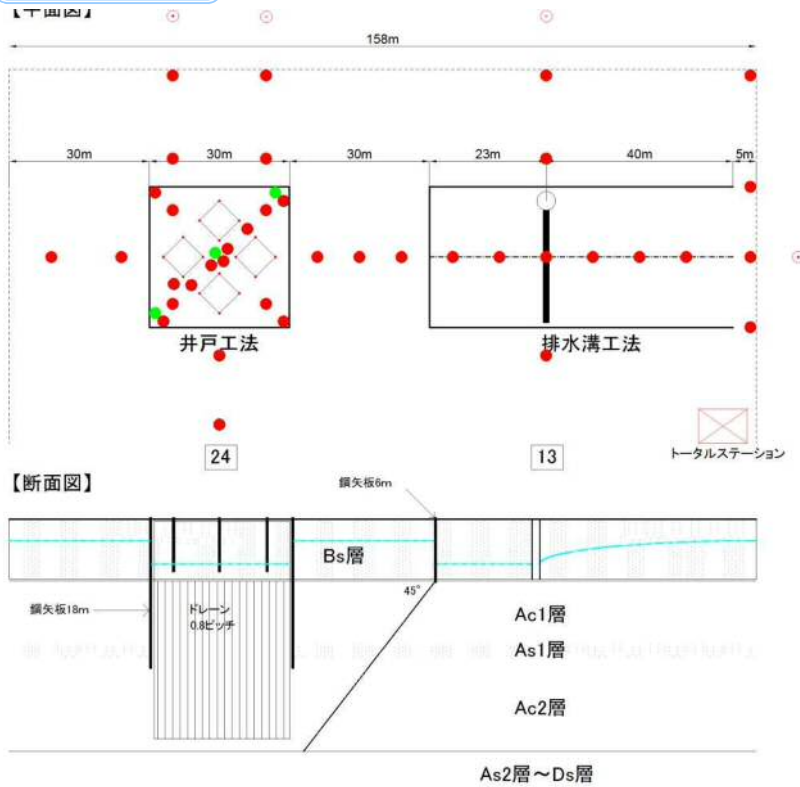 【平面図】
158m
30m
30m
30m
23m
40m
5m
井戸工法
排水溝工法
24
13
トータルステーション
【断面図】
鋼矢板6m
Bs層
45°
鋼矢板18m
ドレーン
0.8ピッチ
Ac1層
As1層
Ac2層
As2層～Ds層